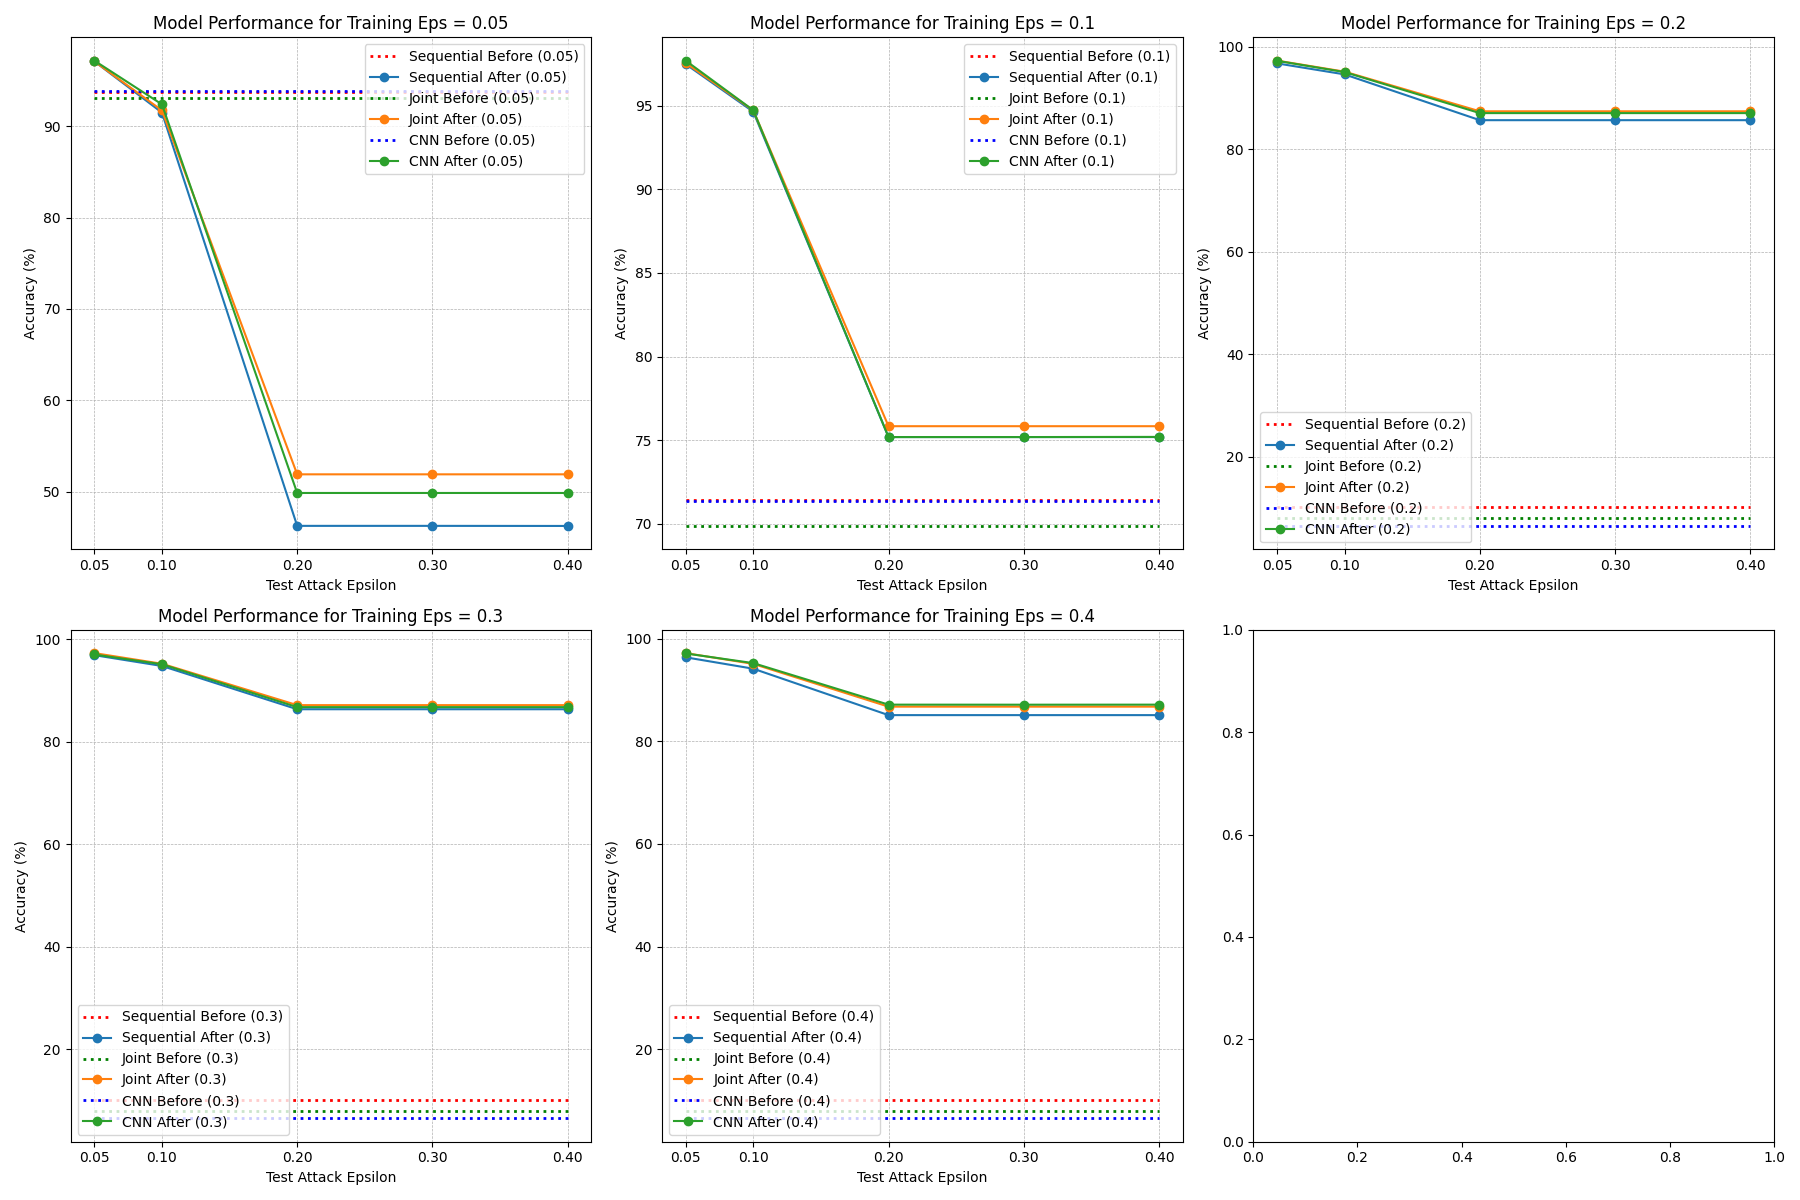 Model Performance for Training Eps = 0.05
Accuracy (%)
90
80
70
60
50
Sequential Before (0.05)
Sequential After (0.05)
Joint Before (0.05)
Joint After (0.05)
CNN Before (0.05)
CNN After (0.05)
0.05 0.10 0.20 0.30 0.40
Test Attack Epsilon
Model Performance for Training Eps = 0.1
Accuracy (%)
95
90
85
80
75
70
Sequential Before (0.1)
Sequential After (0.1)
Joint Before (0.1)
Joint After (0.1)
CNN Before (0.1)
CNN After (0.1)
0.05 0.10 0.20 0.30 0.40
Test Attack Epsilon
Model Performance for Training Eps = 0.2
Accuracy (%)
100
80
60
40
20
Sequential Before (0.2)
Sequential After (0.2)
Joint Before (0.2)
Joint After (0.2)
CNN Before (0.2)
CNN After (0.2)
0.05 0.10 0.20 0.30 0.40
Test Attack Epsilon
Model Performance for Training Eps = 0.3
Accuracy (%)
100
80
60
40
20
Sequential Before (0.3)
Sequential After (0.3)
Joint Before (0.3)
Joint After (0.3)
CNN Before (0.3)
CNN After (0.3)
0.05 0.10 0.20 0.30 0.40
Test Attack Epsilon
Model Performance for Training Eps = 0.4
Accuracy (%)
100
80
60
40
20
Sequential Before (0.4)
Sequential After (0.4)
Joint Before (0.4)
Joint After (0.4)
CNN Before (0.4)
CNN After (0.4)
0.05 0.10 0.20 0.30 0.40
Test Attack Epsilon
1.0
0.8
0.6
0.4
0.2
0.0
0.0 0.2 0.4 0.6 0.8 1.0